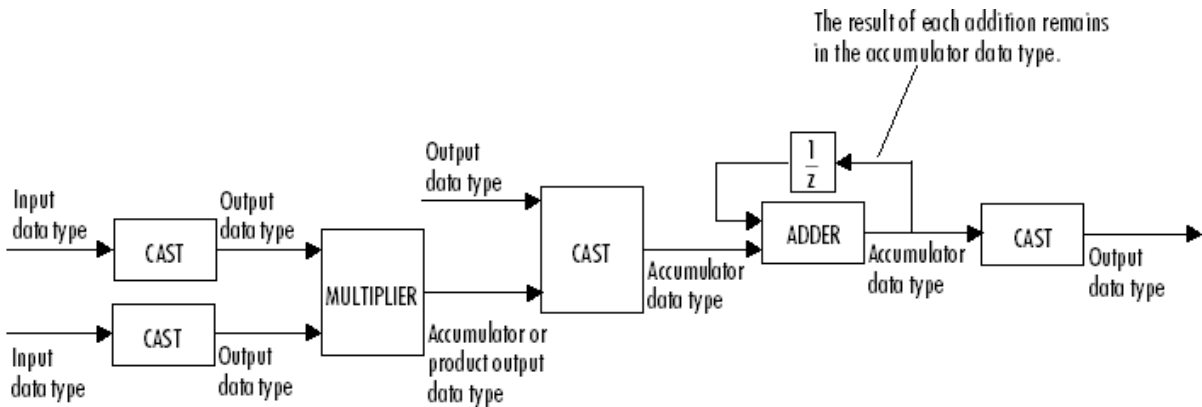 The result of each addition remains
in the accumulator data type.
Output
data type
1
z
Input
data type
Output
data type
CAST
MULTIPLIER
CAST
Accumulator
data type
ADDER
Accumulator
data type
CAST
Output
data type
CAST
Input
data type
Output
data type
Accumulator or
product output
data type